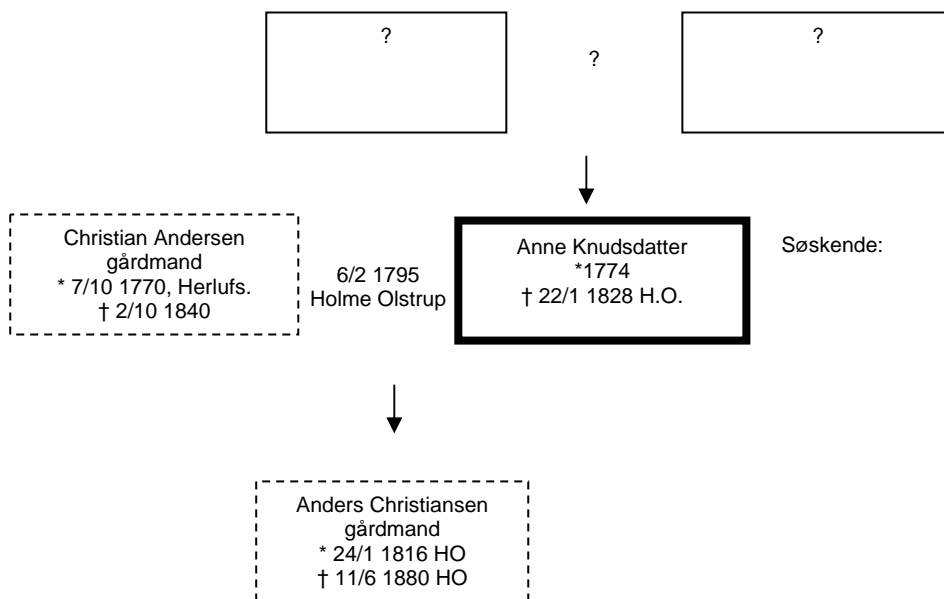 ?
?
?
Christian Andersen
gårdmand
* 7/10 1770, Herlufs.
† 2/10 1840
6/2 1795
Holme Olstrup
Anne Knudsdatter
*1774
† 22/1 1828 H.O.
Søskende:
Anders Christiansen
gårdmand
* 24/1 1816 HO
† 11/6 1880 HO